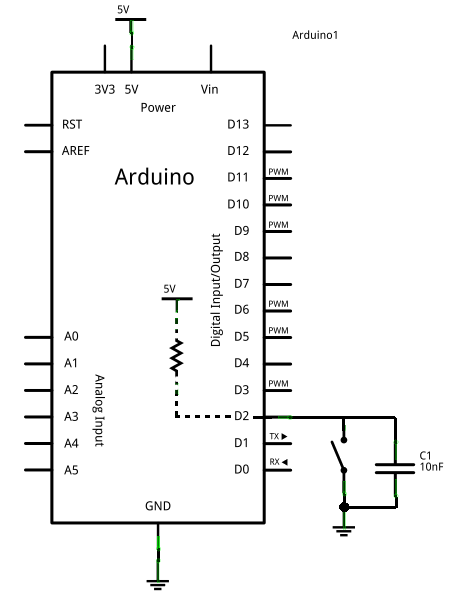 5V
Arduino1
3V3 5V Vin
Power
RST
AREF
Arduino
D13
D12
D11 PWM
D10 PWM
D9 PWM
D8
D7
D6 PWM
D5 PWM
D4
D3 PWM
D2
D1 TX ▶
D0 RX ◀
Digital Input/Output
5V
A0
A1
A2
A3
A4
A5
Analog Input
C1
10nF
GND